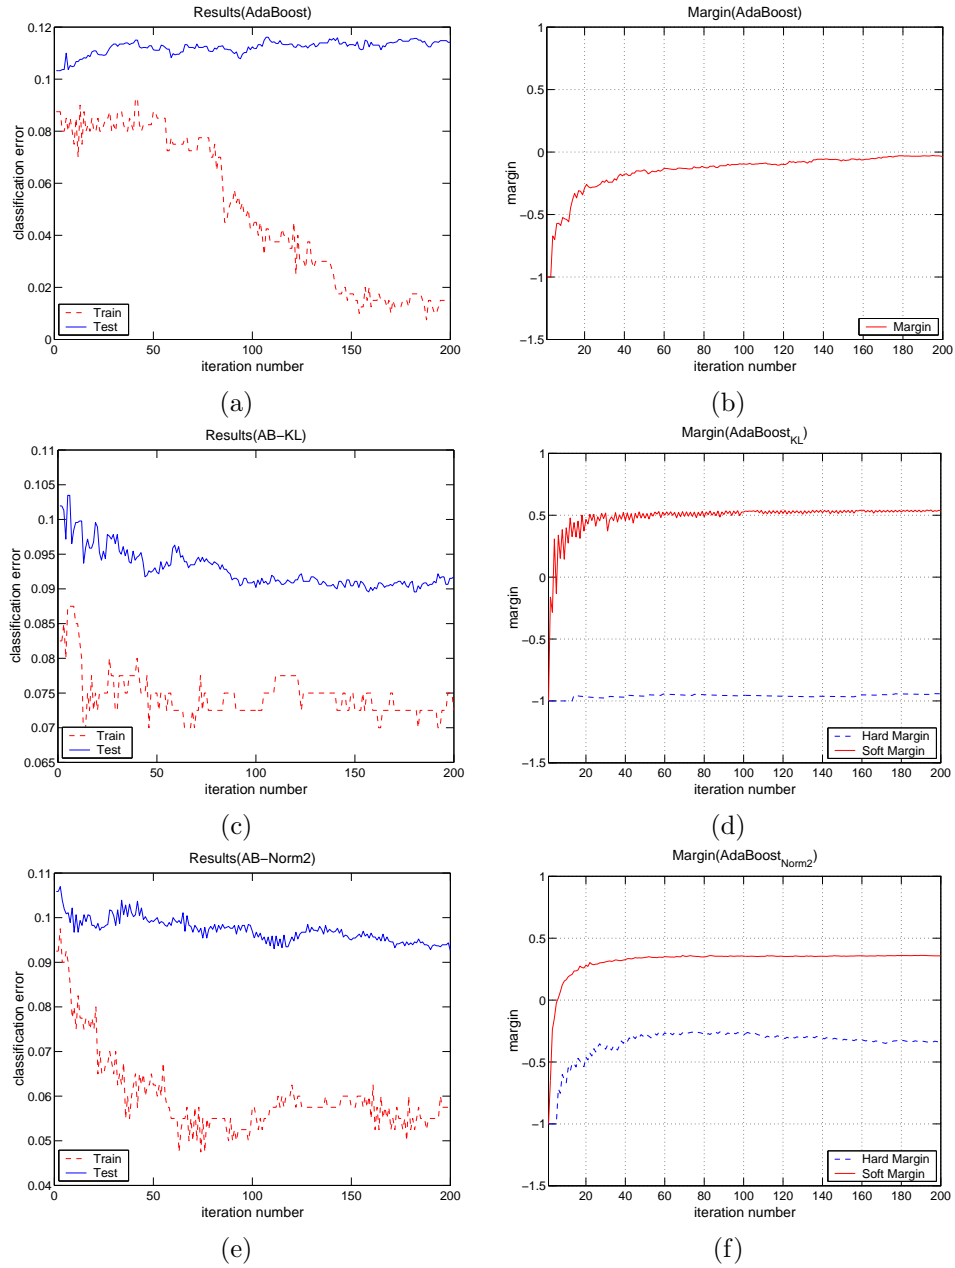 Results(AdaBoost)
0.12
0.1
0.08
0.06
0.04
0.02
0
classification error
Train
Test
0 50 100 150 200
iteration number
(a)
Margin(AdaBoost)
1
0.5
0
−0.5
−1
−1.5
margin
Margin
20 40 60 80 100 120 140 160 180 200
iteration number
(b)
Results(AB−KL)
0.11
0.105
0.1
0.095
0.09
0.085
0.08
0.075
0.07
0.065
classification error
Train
Test
0 50 100 150 200
iteration number
(c)
Margin(AdaBoost_KL)
1
0.5
0
−0.5
−1
−1.5
margin
Hard Margin
Soft Margin
20 40 60 80 100 120 140 160 180 200
iteration number
(d)
Results(AB−Norm2)
0.11
0.1
0.09
0.08
0.07
0.06
0.05
0.04
classification error
Train
Test
0 50 100 150 200
iteration number
(e)
Margin(AdaBoost_Norm2)
1
0.5
0
−0.5
−1
−1.5
margin
Hard Margin
Soft Margin
20 40 60 80 100 120 140 160 180 200
iteration number
(f)